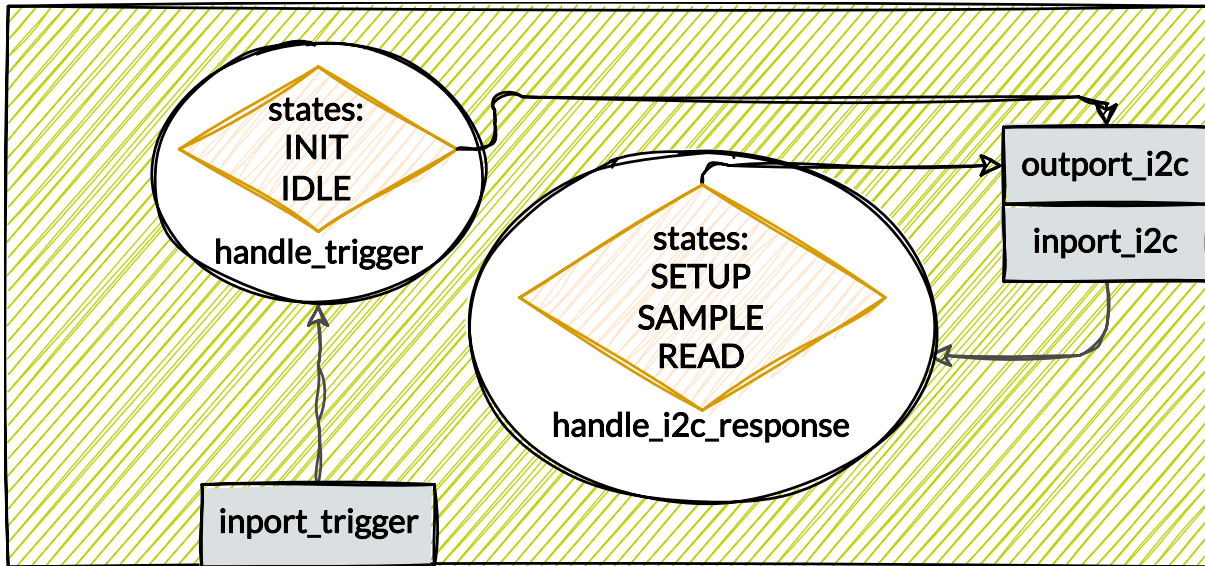 states:
INIT
IDLE
handle_trigger
outport_i2c
inport_i2c
states:
SETUP
SAMPLE
READ
handle_i2c_response
inport_trigger